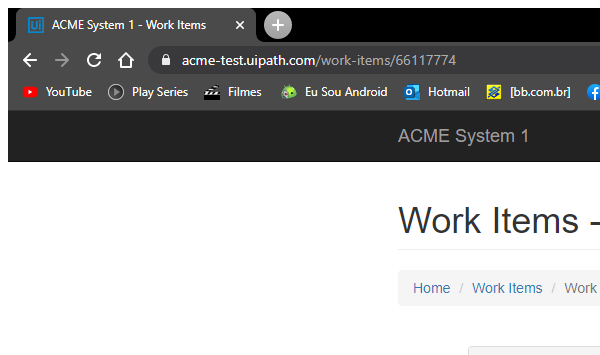 Ui ACME System 1 - Work Items
acme-test.uipath.com/work-items/66117774
YouTube Play Series Filmes Eu Sou Android Hotmail [bb.com.br]
ACME System 1
Work Items -
Home / Work Items / Work